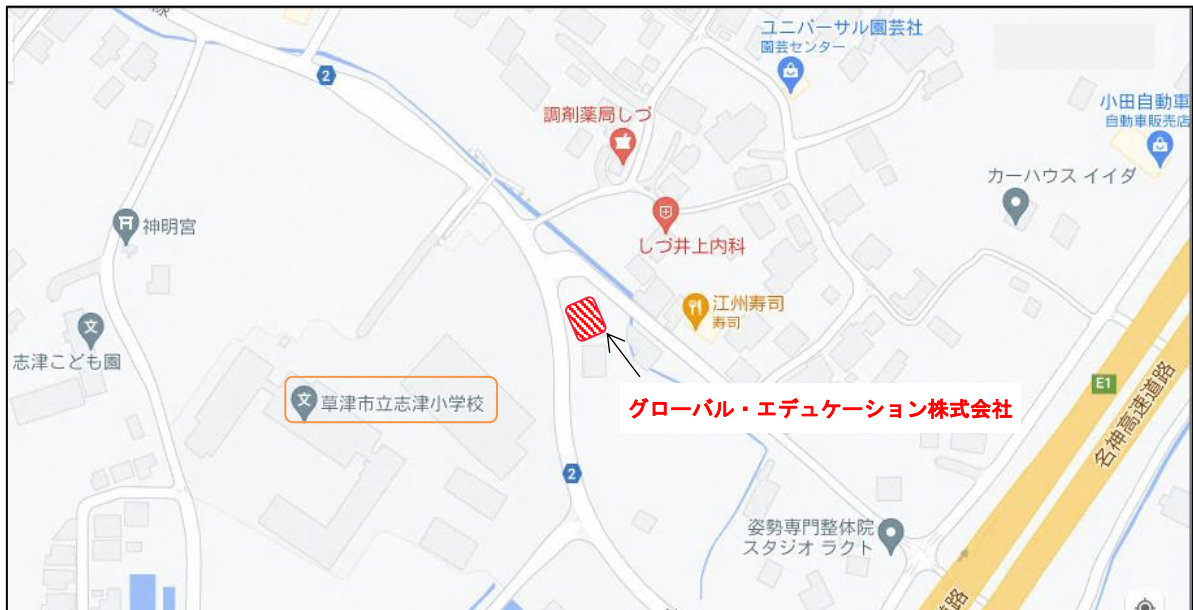 線
ユニバーサル園芸社
園芸センター
2
調剤薬局しづ
小田自動車
自動車販売店
カーハウス イイダ
神明宮
しづ井上内科
江州寿司
寿司
文
志津こども園
文
草津市立志津小学校
グローバル・エデュケーション株式会社
E1
名神高速道路
2
姿勢専門整体院
スタジオ ラクト
道路